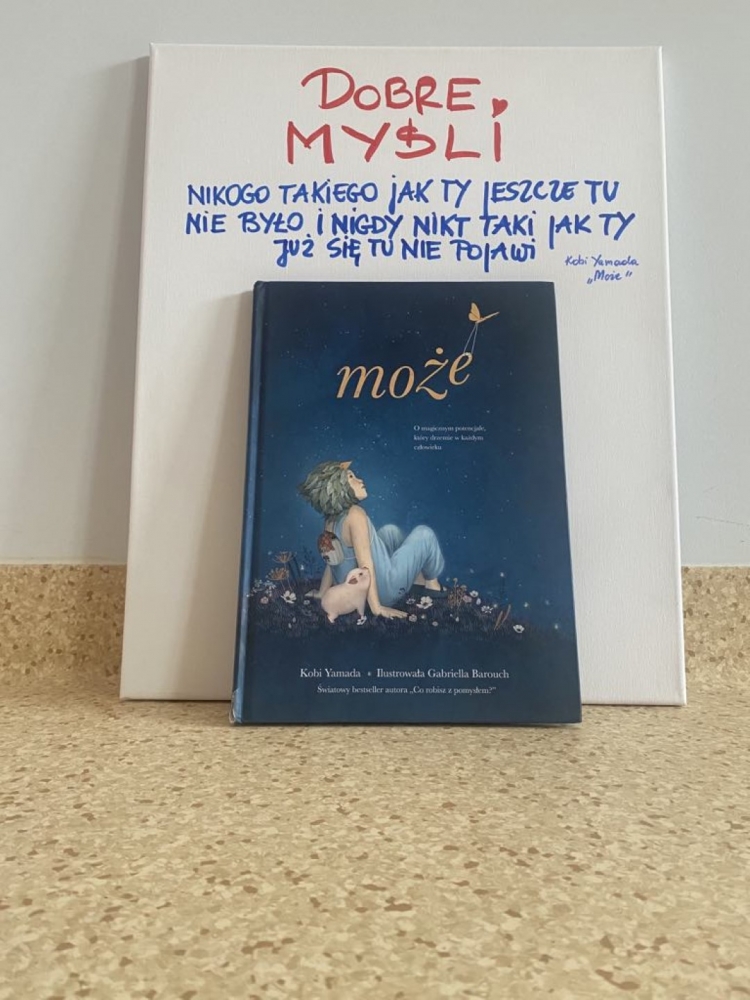 DOBRE
MYŚLI
NIKOGO TAKIEGO JAK TY JESZCZE TU
NIE BYŁO I NIGDY NIKT TAKI JAK TY
JUŻ SIĘ TU NIE POJAWI
Kobi Yamada
„Może"
może
O magicznym potencjale,
który drzemie w każdym
człowieku
Kobi Yamada • Ilustrowała Gabriella Barouch
Światowy bestseller autora „Co robisz z pomysłem?"